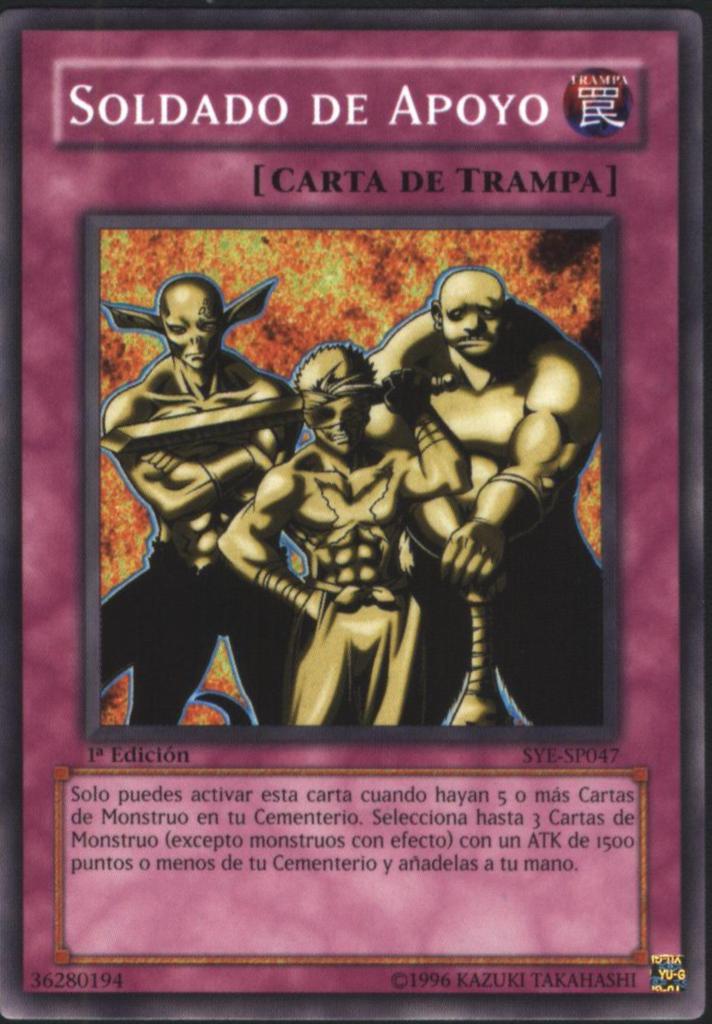 SOLDADO DE APOYO
TRAMPA
罠
[CARTA DE TRAMPA]
1ª Edición
SYE-SP047
Solo puedes activar esta carta cuando hayan 5 o más Cartas
de Monstruo en tu Cementerio. Selecciona hasta 3 Cartas de
Monstruo (excepto monstruos con efecto) con un ATK de 1500
puntos o menos de tu Cementerio y añadelas a tu mano.
36280194
©1996 KAZUKI TAKAHASHI
YU-G